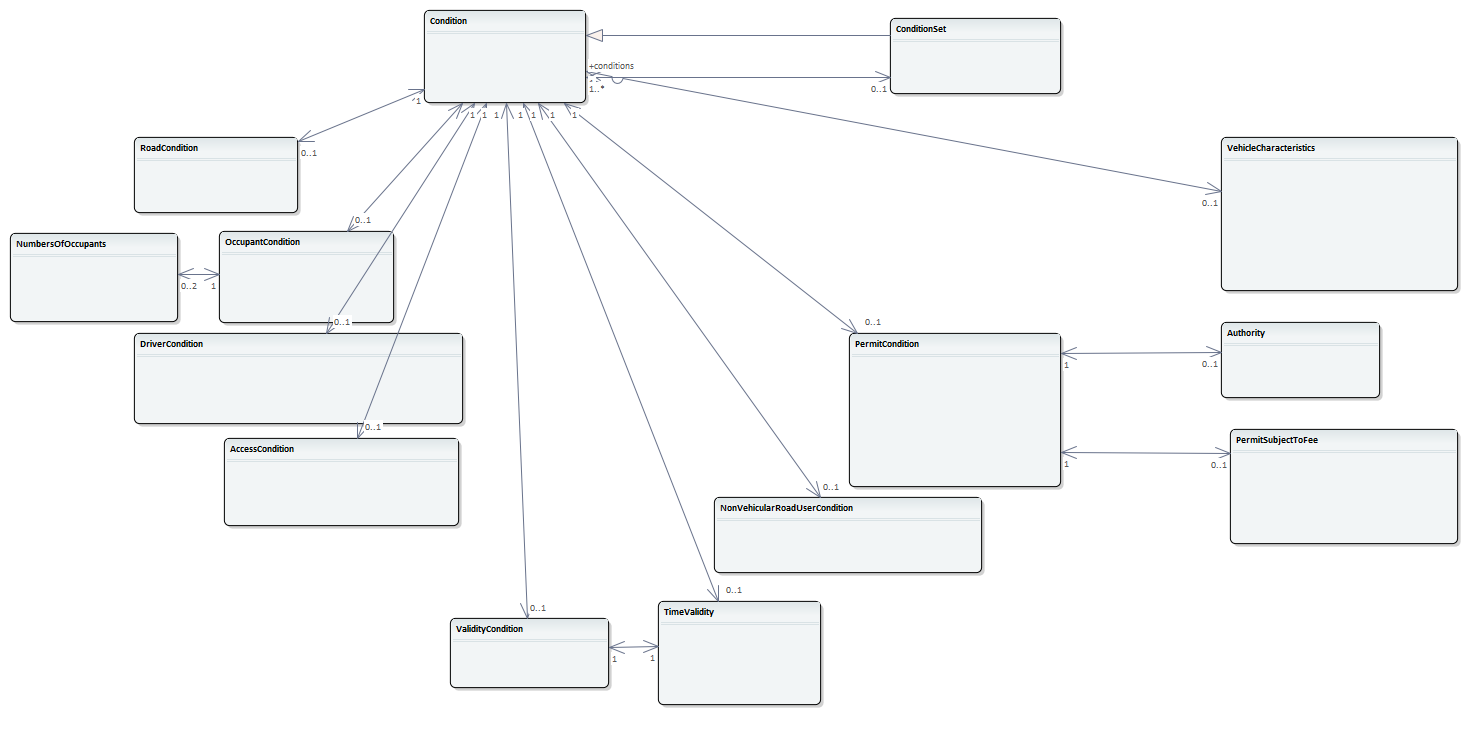 Condition
ConditionSet
+conditions
1..*
0..1
1
0..1
1
1
1
1
1
1
1
RoadCondition
VehicleCharacteristics
0..1
0..1
NumbersOfOccupants
OccupantCondition
0..2
1
0..1
DriverCondition
0..1
AccessCondition
0..1
PermitCondition
1
0..1
Authority
1
0..1
PermitSubjectToFee
0..1
NonVehicularRoadUserCondition
0..1
0..1
ValidityCondition
TimeValidity
1
1